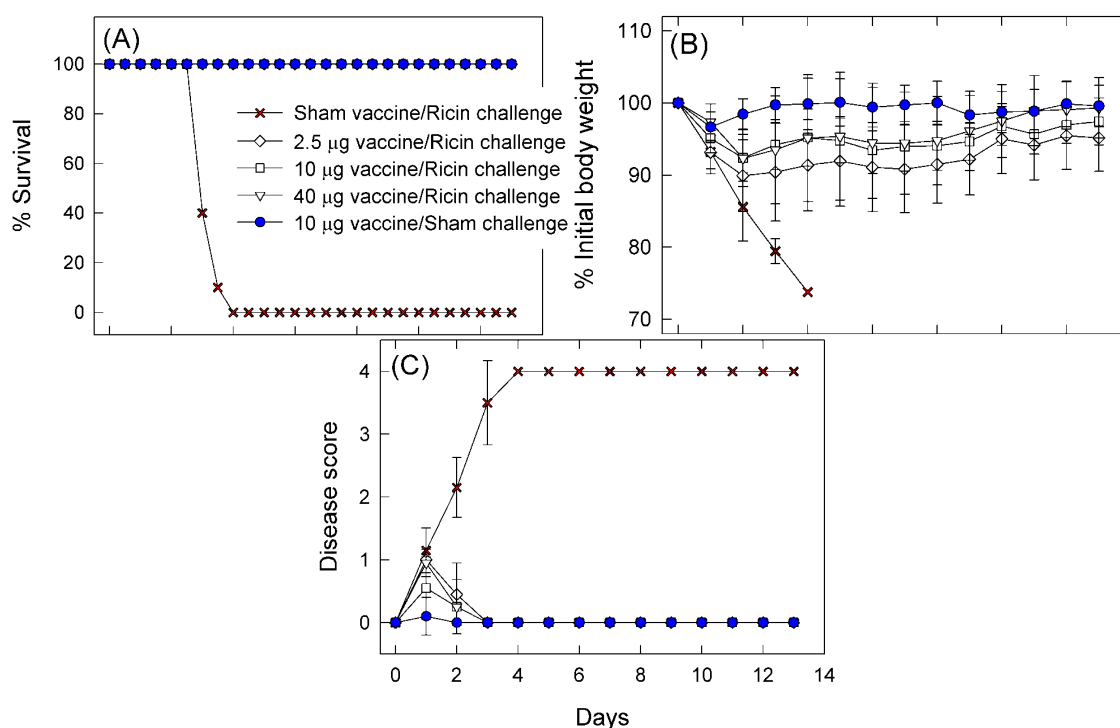 (A)
% Survival
100
80
60
40
20
0
Sham vaccine/Ricin challenge
2.5 μg vaccine/Ricin challenge
10 μg vaccine/Ricin challenge
40 μg vaccine/Ricin challenge
10 μg vaccine/Sham challenge
(B)
% Initial body weight
110
100
90
80
70
(C)
Disease score
4
3
2
1
0
0 2 4 6 8 10 12 14
Days